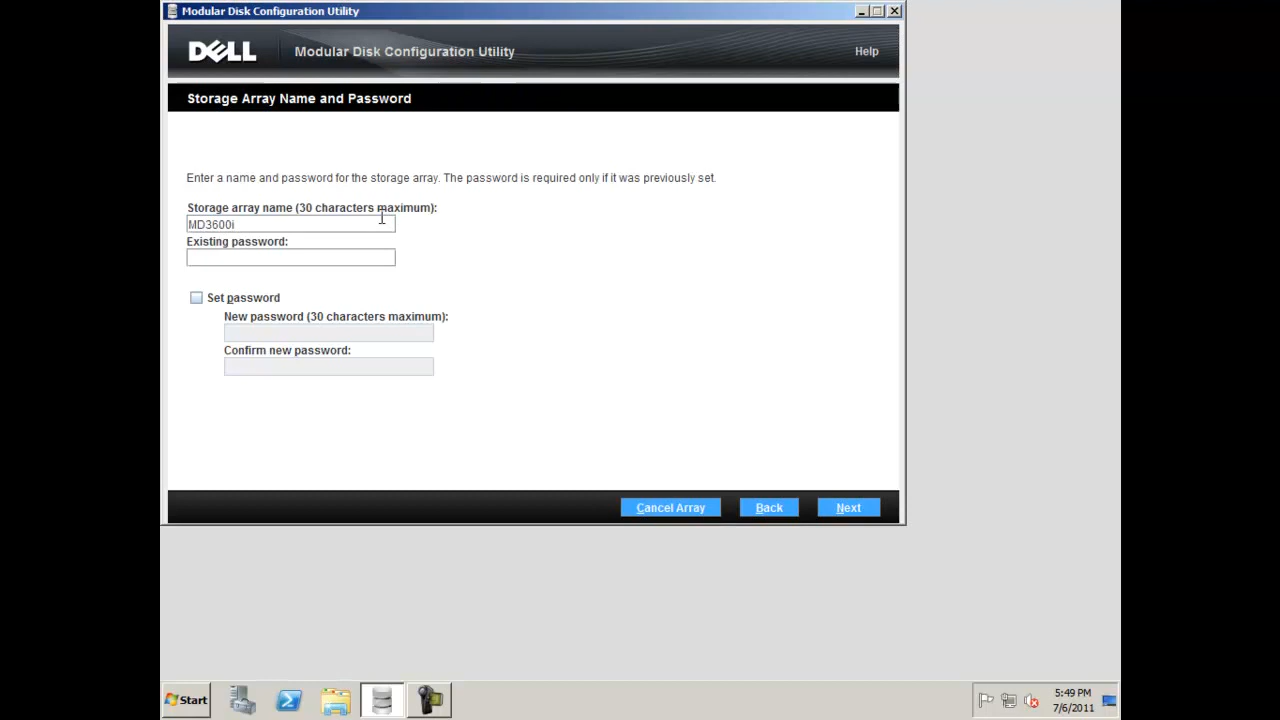 Modular Disk Configuration Utility
DELL
Modular Disk Configuration Utility
Help
Storage Array Name and Password
Enter a name and password for the storage array. The password is required only if it was previously set.
Storage array name (30 characters maximum):
MD3600i
Existing password:
Set password
New password (30 characters maximum):
Confirm new password:
Cancel Array
Back
Next
Start
5:49 PM
7/6/2011